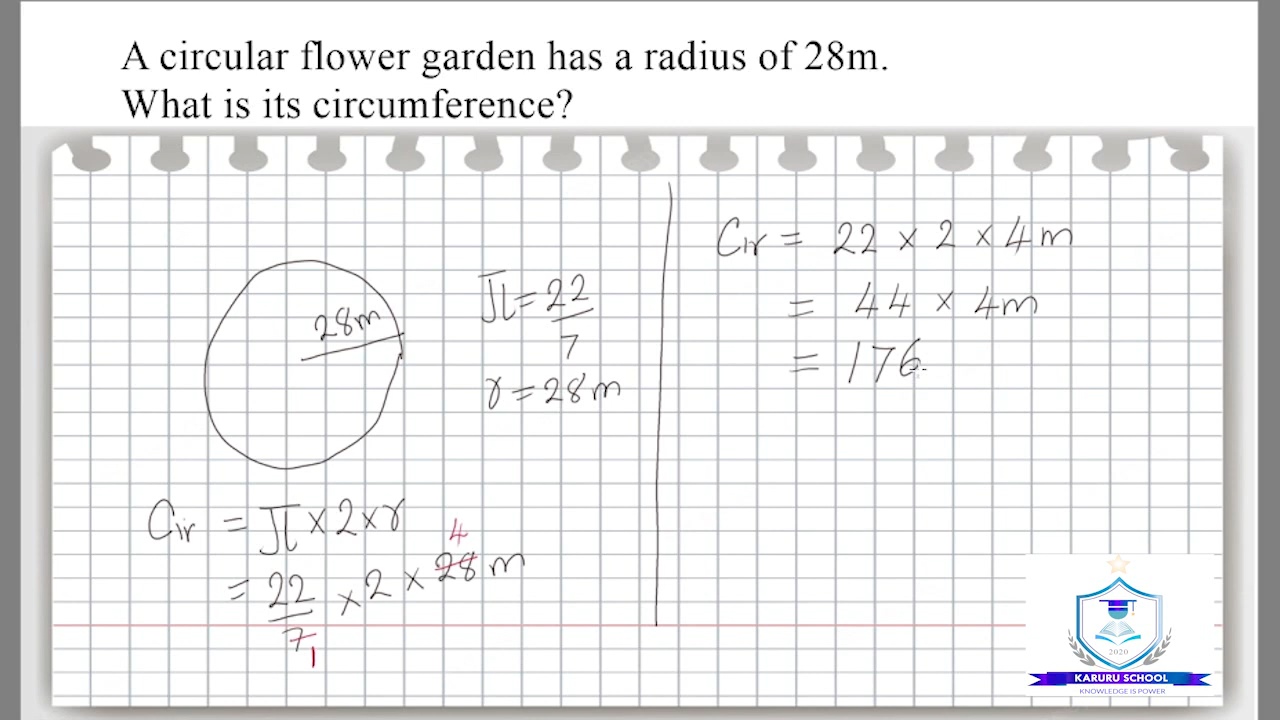 A circular flower garden has a radius of 28m.
What is its circumference?
28m
π = 22/7
r = 28m
Cir = π × 2 × r
= 22/7 × 2 × 28 m
4
1
Cir = 22 × 2 × 4m
= 44 × 4m
= 176
2020
KARURU SCHOOL
KNOWLEDGE IS POWER